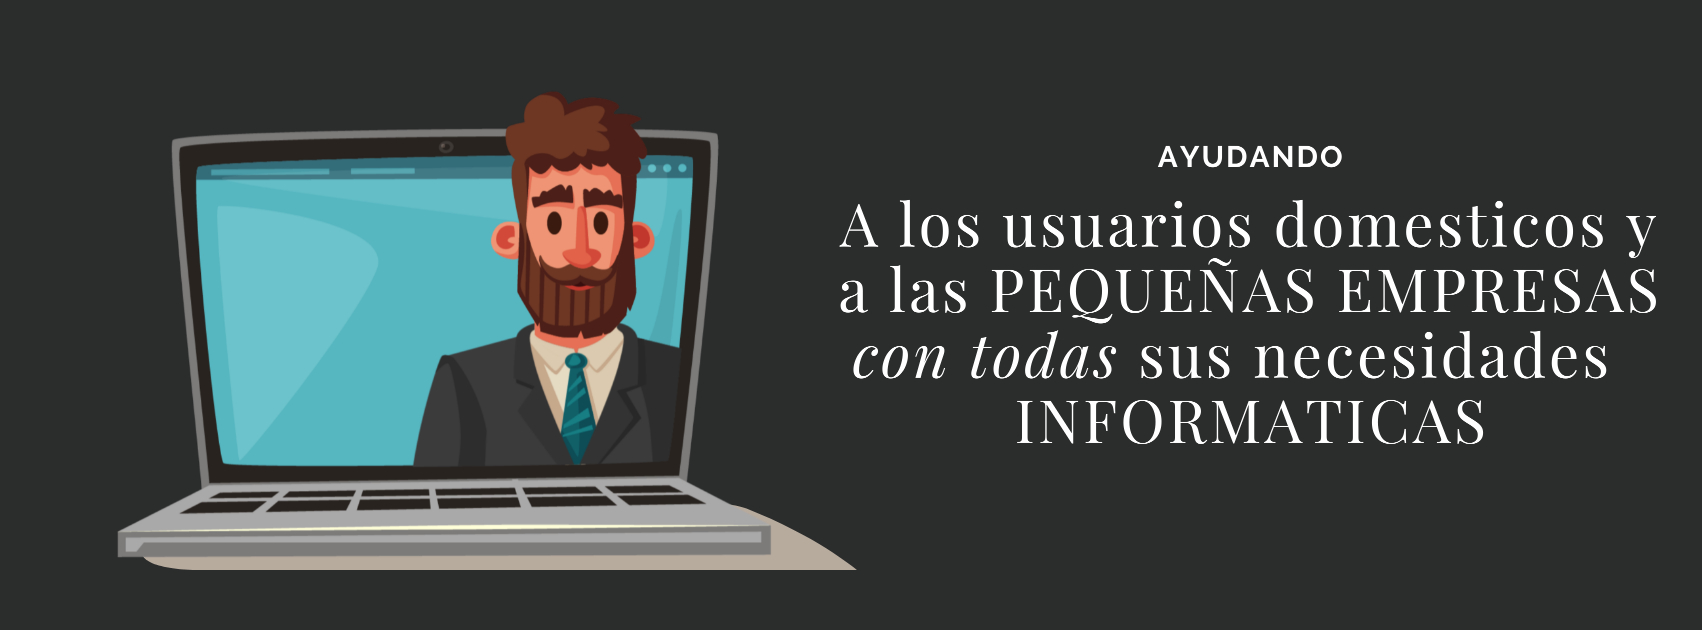 AYUDANDO
A los usuarios domesticos y
a las PEQUEÑAS EMPRESAS
con todas sus necesidades
INFORMATICAS